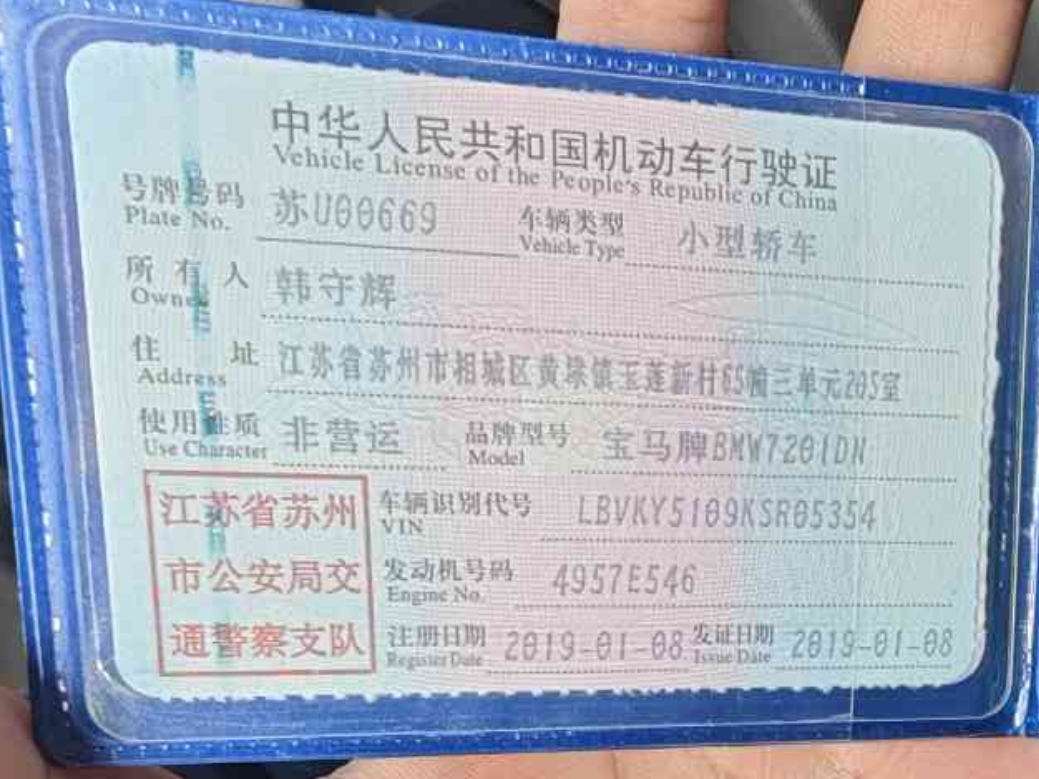 中华人民共和国机动车行驶证
Vehicle License of the People's Republic of China
号牌号码 苏U00669 车辆类型 小型轿车
Plate No. Vehicle Type
所有人 韩守辉
Owner
住址 江苏省苏州市相城区黄埭镇玉莲新村65幢三单元205室
Address
使用性质 非营运 品牌型号 宝马牌BMW7201DN
Use Character Model
江苏省苏州 车辆识别代号 LBVKY5109KSR05354
VIN
市公安局交 发动机号码 4957E546
Engine No.
通警察支队 注册日期 2019-01-08 发证日期 2019-01-08
Register Date Issue Date